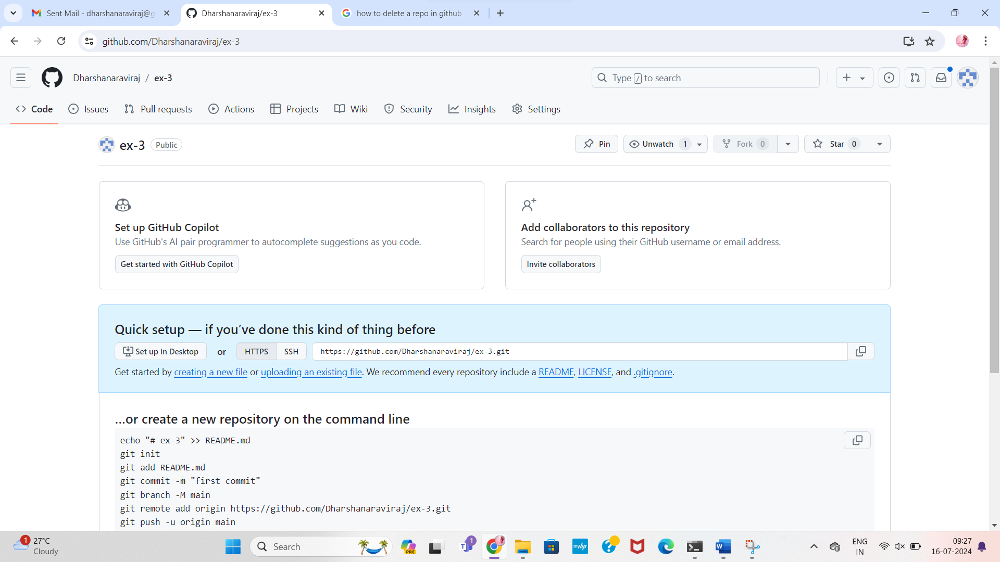 Sent Mail - dharshanaraviraj@g
Dharshanaraviraj/ex-3
how to delete a repo in github
github.com/Dharshanaraviraj/ex-3
Dharshanaraviraj / ex-3
Type / to search
Code Issues Pull requests Actions Projects Wiki Security Insights Settings
ex-3 Public
Pin Unwatch 1 Fork 0 Star 0
Set up GitHub Copilot
Use GitHub's AI pair programmer to autocomplete suggestions as you code.
Get started with GitHub Copilot
Add collaborators to this repository
Search for people using their GitHub username or email address.
Invite collaborators
Quick setup — if you’ve done this kind of thing before
Set up in Desktop or HTTPS SSH https://github.com/Dharshanaraviraj/ex-3.git
Get started by creating a new file or uploading an existing file. We recommend every repository include a README, LICENSE, and .gitignore.
…or create a new repository on the command line
echo "# ex-3" >> README.md
git init
git add README.md
git commit -m "first commit"
git branch -M main
git remote add origin https://github.com/Dharshanaraviraj/ex-3.git
git push -u origin main
1
27°C
Cloudy
Search
PRE
1
myhp
ENG
IN
09:27
16-07-2024